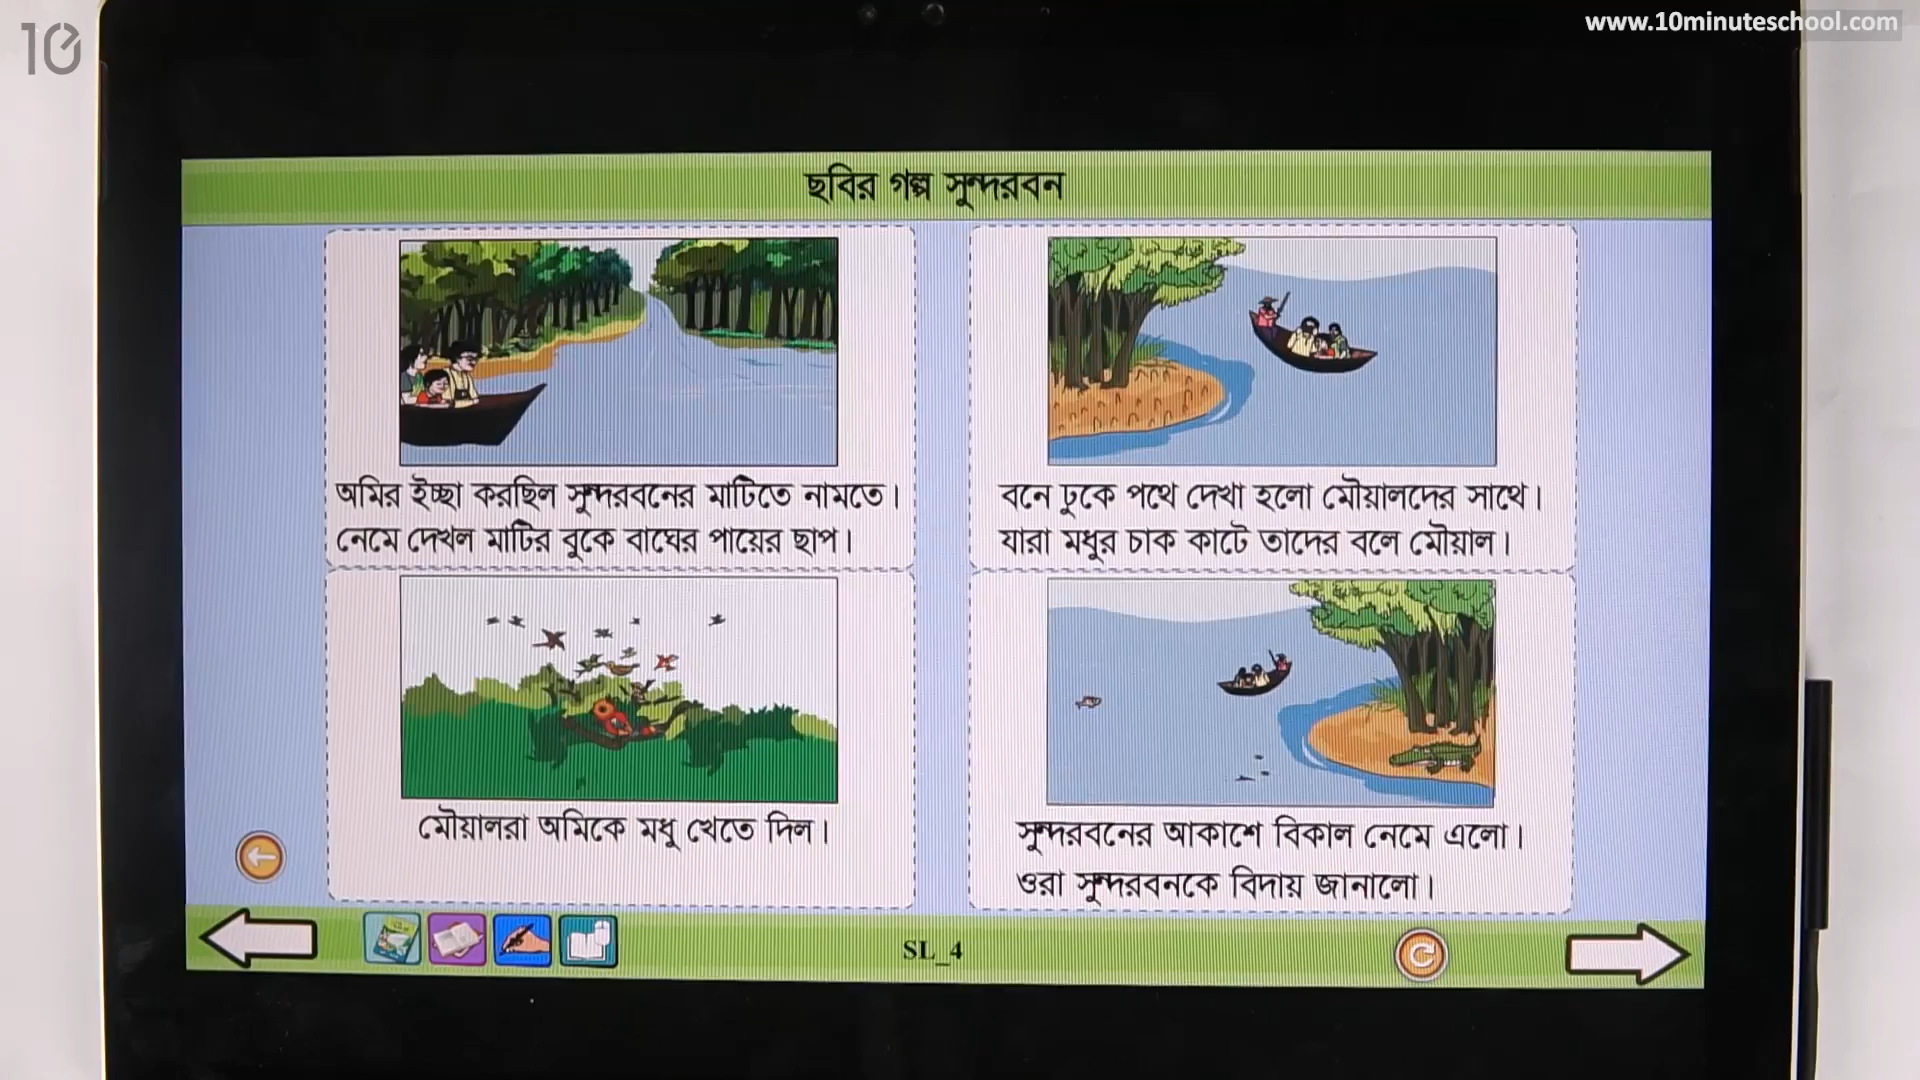 10
www.10minuteschool.com
ছবির গল্প সুন্দরবন
অমির ইচ্ছা করছিল সুন্দরবনের মাটিতে নামতে।
নেমে দেখল মাটির বুকে বাঘের পায়ের ছাপ।
বনে ঢুকে পথে দেখা হলো মৌয়ালদের সাথে।
যারা মধুর চাক কাটে তাদের বলে মৌয়াল।
মৌয়ালরা অমিকে মধু খেতে দিল।
সুন্দরবনের আকাশে বিকাল নেমে এলো।
ওরা সুন্দরবনকে বিদায় জানালো।
SL_4